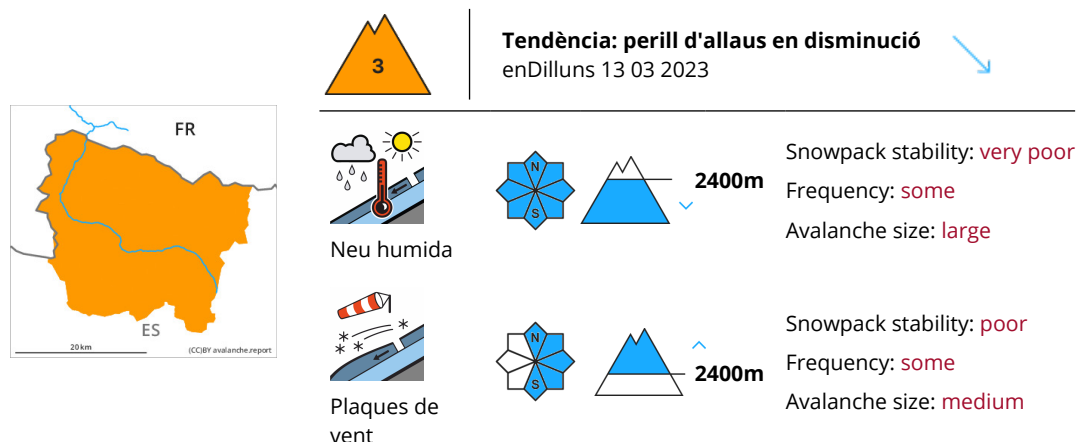 3
Tendència: perill d'allaus en disminució
enDilluns 13 03 2023
FR
ES
20 km
(CC)BY avalanche.report
Neu humida
N
S
2400m
Snowpack stability: very poor
Frequency: some
Avalanche size: large
Plaques de
vent
N
S
2400m
Snowpack stability: poor
Frequency: some
Avalanche size: medium